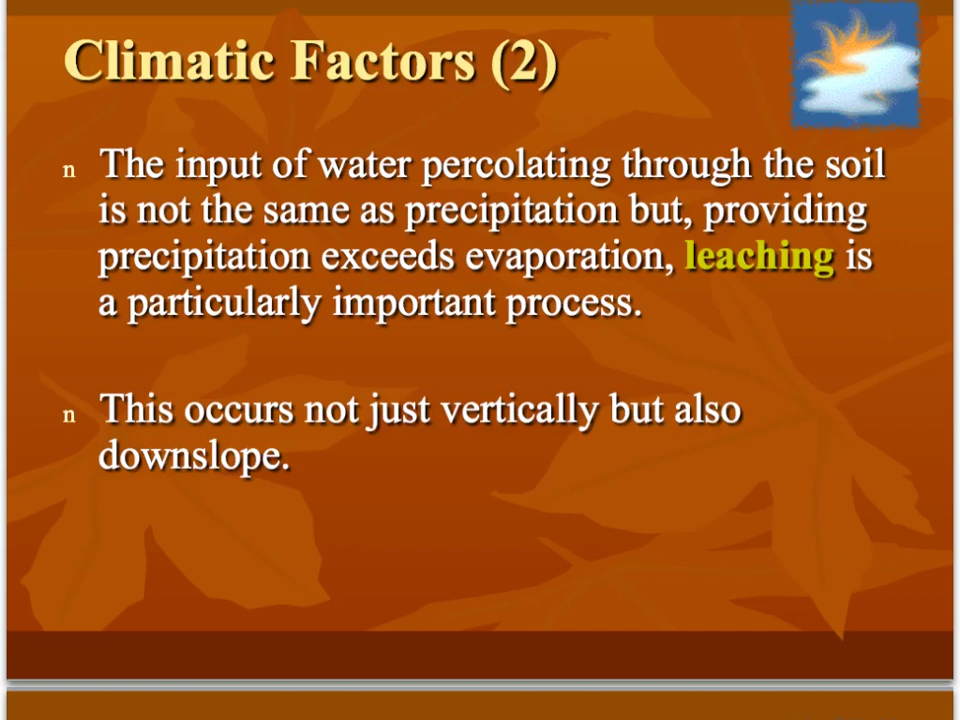 Climatic Factors (2)
n The input of water percolating through the soil
is not the same as precipitation but, providing
precipitation exceeds evaporation, leaching is
a particularly important process.
n This occurs not just vertically but also
downslope.